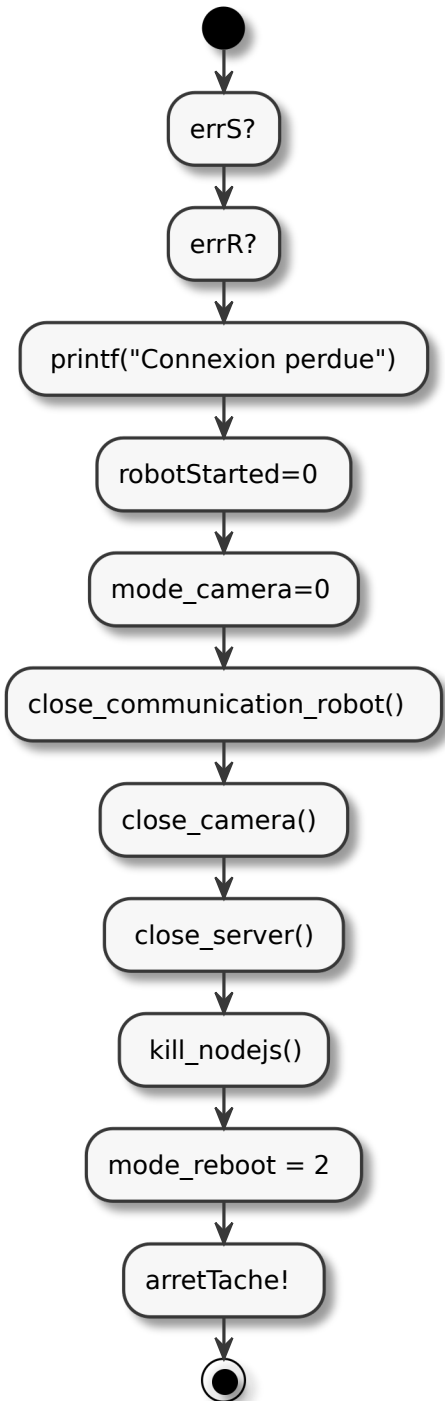 errS?
errR?
printf("Connexion perdue")
robotStarted=0
mode_camera=0
close_communication_robot()
close_camera()
close_server()
kill_nodejs()
mode_reboot = 2
arretTache!